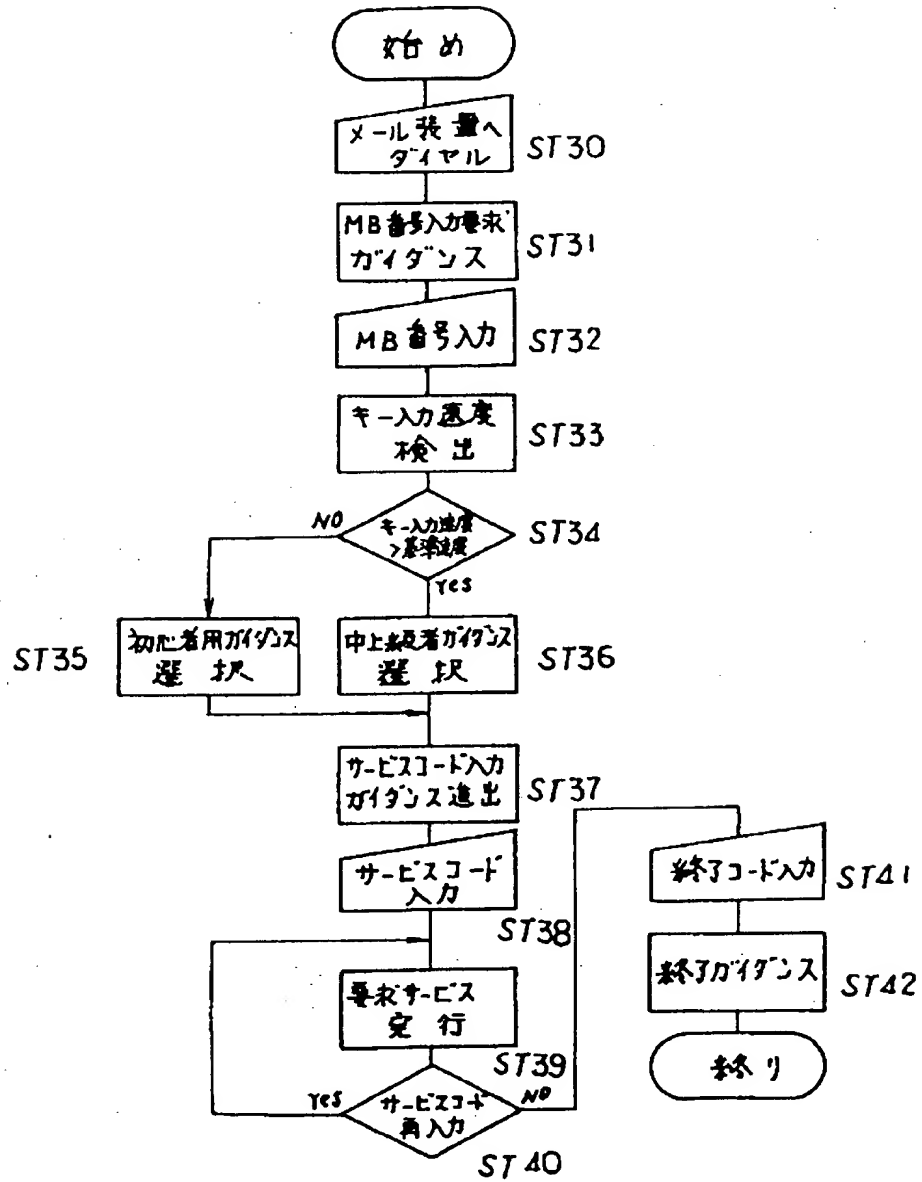 始め
メール装置へ
ダイヤル
ST30
MB番号入力要求
ガイダンス
ST31
MB番号入力
ST32
キー入力速度
検出
ST33
キー入力速度
>基準速度
ST34
NO
Yes
初心者用ガイダンス
選択
ST35
中上級者ガイダンス
選択
ST36
サービスコード入力
ガイダンス送出
ST37
サービスコード
入力
ST38
要求サービス
実行
ST39
サービスコード
再入力
ST40
Yes
NO
終了コード入力
ST41
終了ガイダンス
ST42
終り